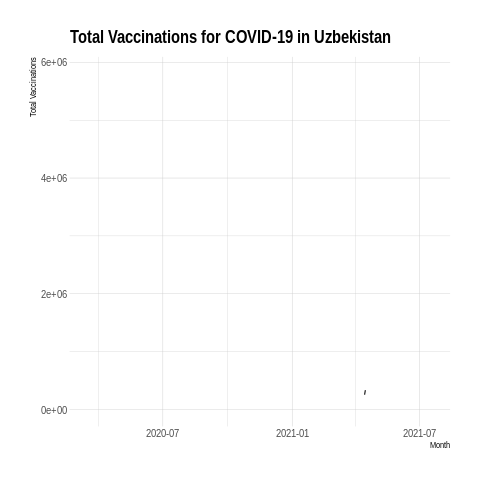 Total Vaccinations for COVID-19 in Uzbekistan
Total Vaccinations
6e+06
4e+06
2e+06
0e+00
2020-07 2021-01 2021-07
Month